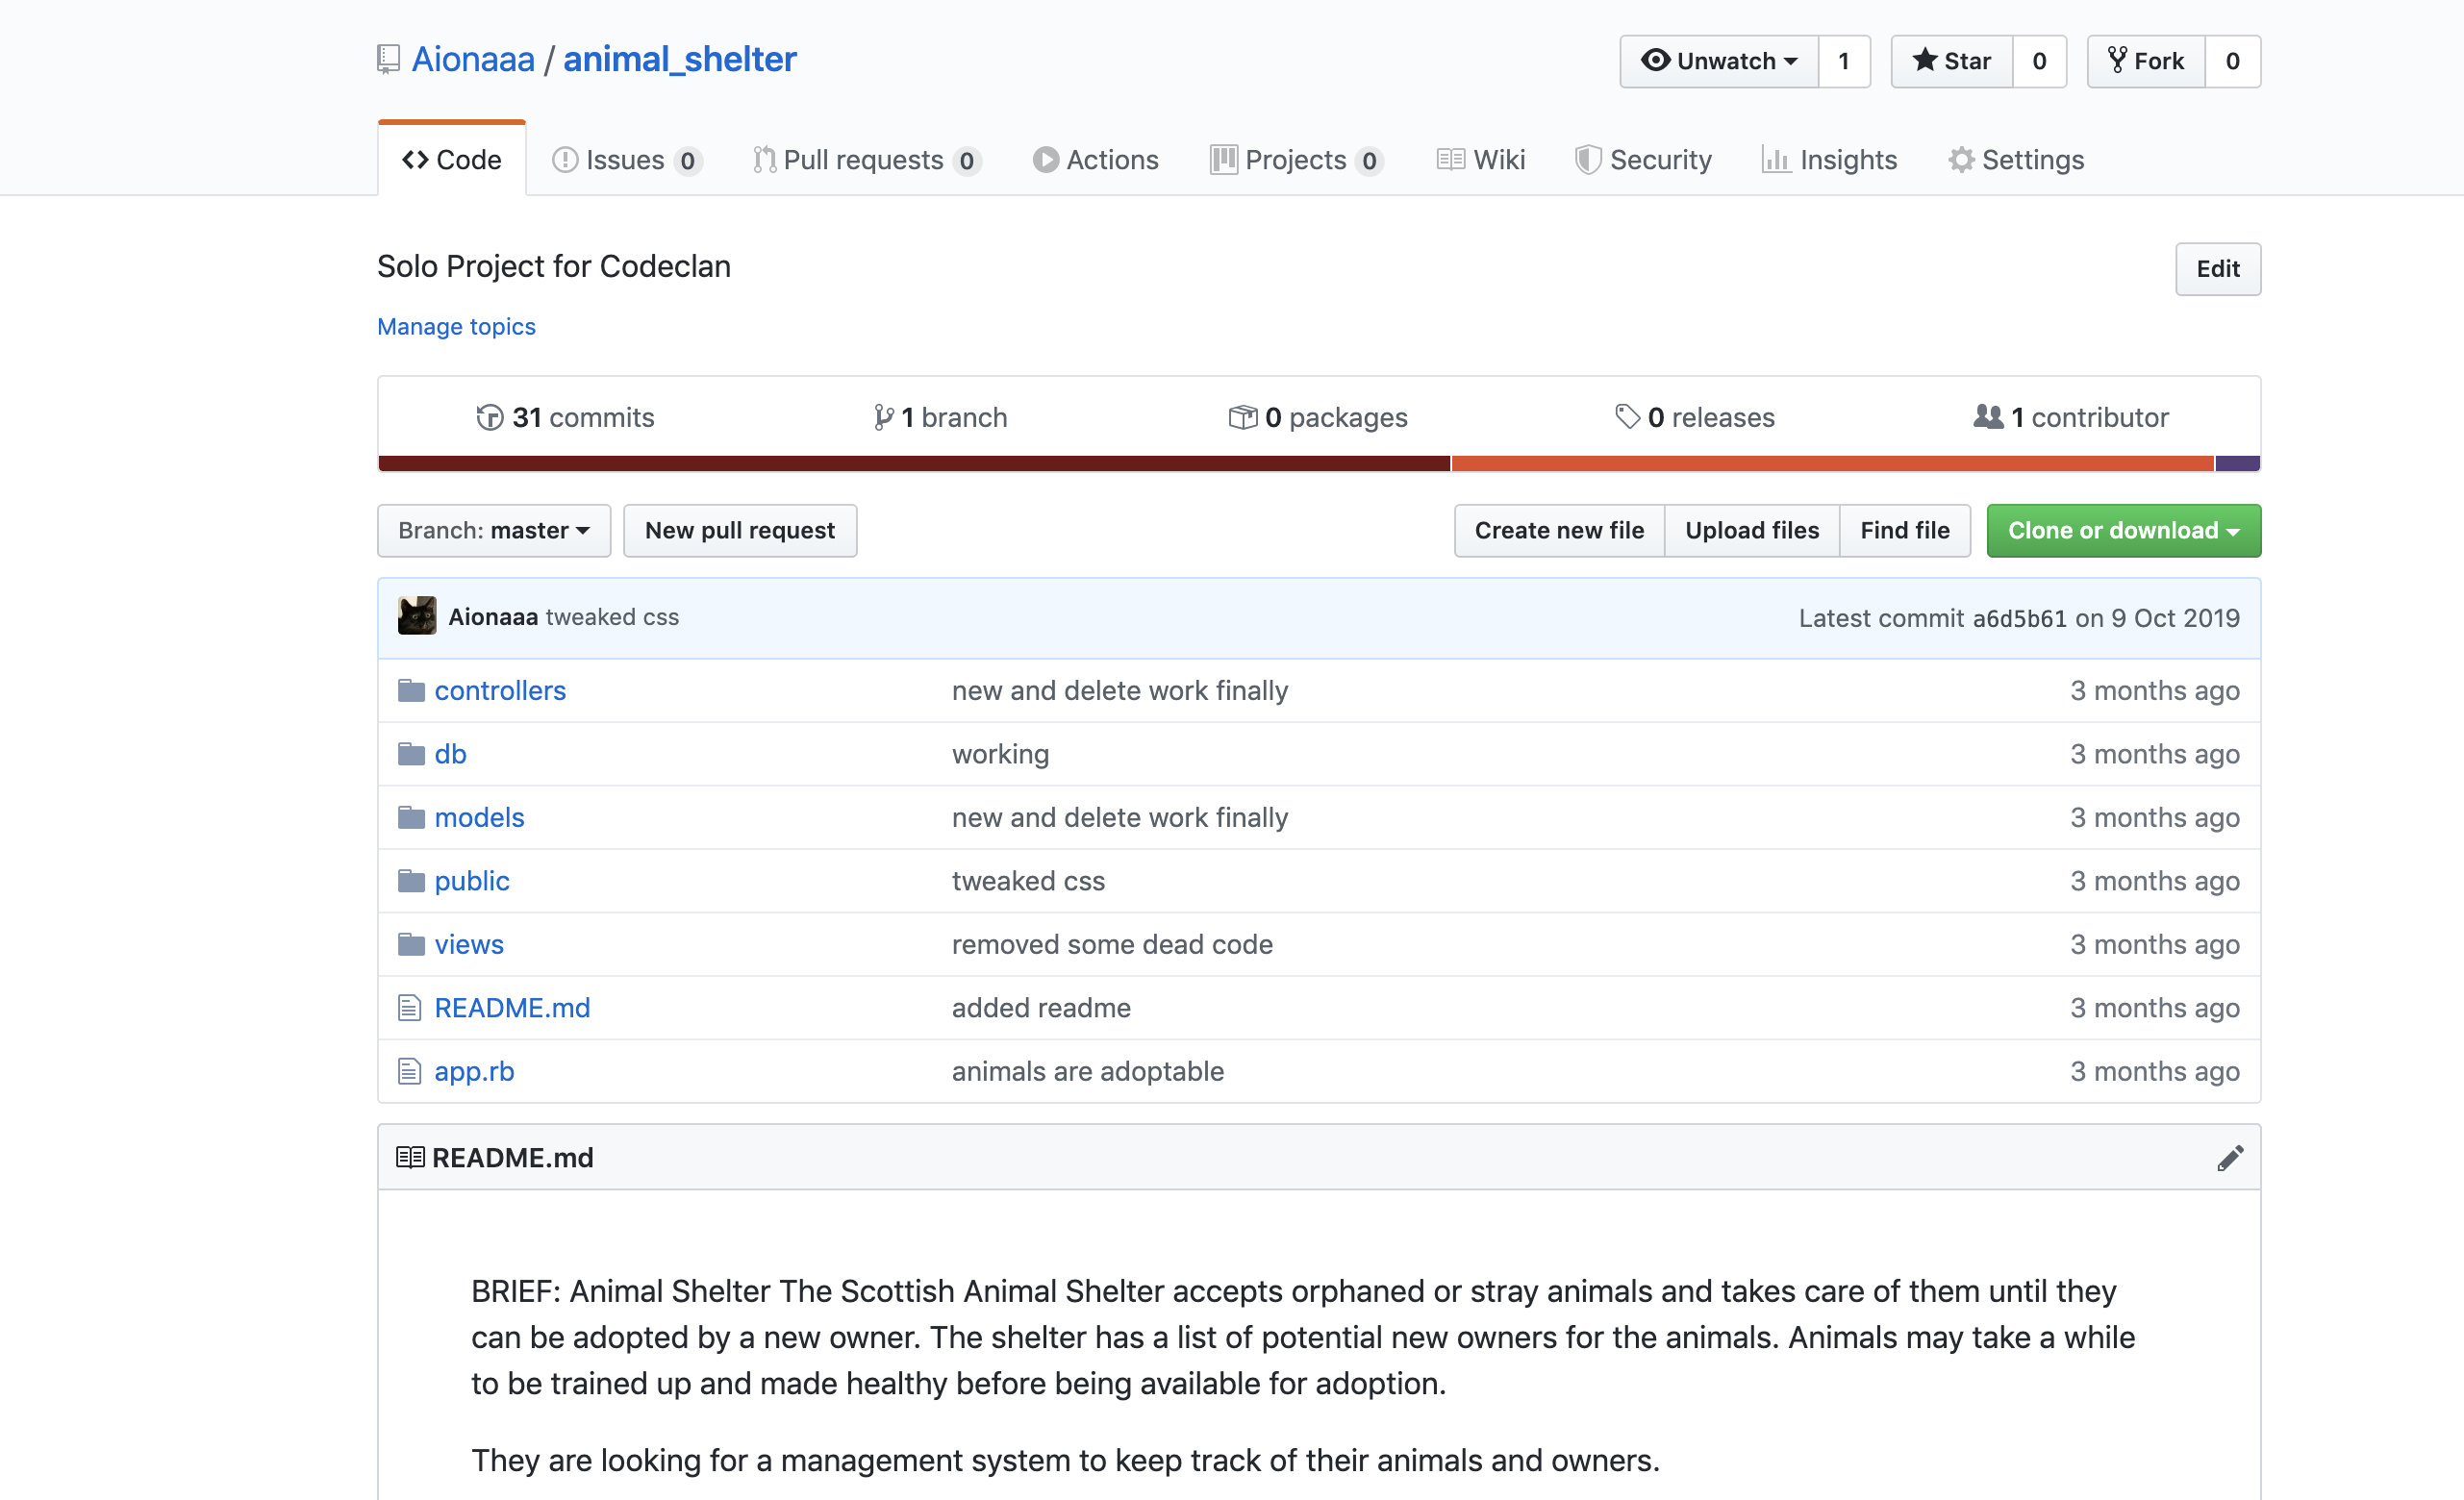 Aionaaa / animal_shelter
Unwatch 1 Star 0 Fork 0
Code Issues 0 Pull requests 0 Actions Projects 0 Wiki Security Insights Settings
Solo Project for Codeclan
Edit
Manage topics
31 commits 1 branch 0 packages 0 releases 1 contributor
Branch: master New pull request Create new file Upload files Find file Clone or download
Aionaaa tweaked css Latest commit a6d5b61 on 9 Oct 2019
controllers new and delete work finally 3 months ago
db working 3 months ago
models new and delete work finally 3 months ago
public tweaked css 3 months ago
views removed some dead code 3 months ago
README.md added readme 3 months ago
app.rb animals are adoptable 3 months ago
README.md
BRIEF: Animal Shelter The Scottish Animal Shelter accepts orphaned or stray animals and takes care of them until they
can be adopted by a new owner. The shelter has a list of potential new owners for the animals. Animals may take a while
to be trained up and made healthy before being available for adoption.
They are looking for a management system to keep track of their animals and owners.